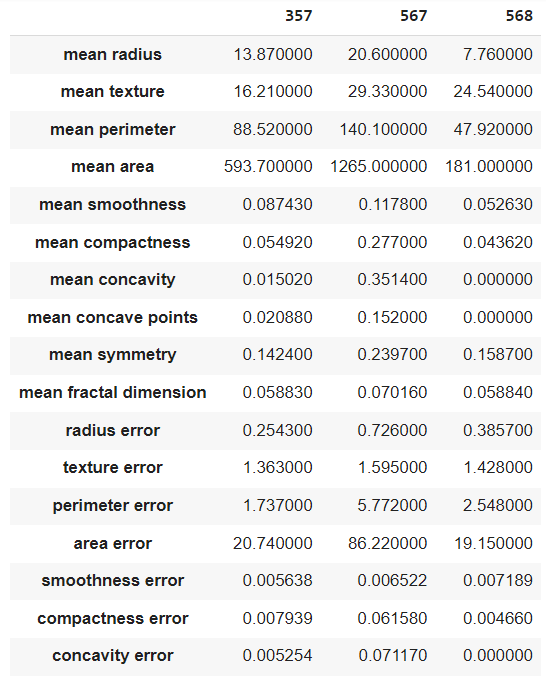 357 567 568
mean radius 13.870000 20.600000 7.760000
mean texture 16.210000 29.330000 24.540000
mean perimeter 88.520000 140.100000 47.920000
mean area 593.700000 1265.000000 181.000000
mean smoothness 0.087430 0.117800 0.052630
mean compactness 0.054920 0.277000 0.043620
mean concavity 0.015020 0.351400 0.000000
mean concave points 0.020880 0.152000 0.000000
mean symmetry 0.142400 0.239700 0.158700
mean fractal dimension 0.058830 0.070160 0.058840
radius error 0.254300 0.726000 0.385700
texture error 1.363000 1.595000 1.428000
perimeter error 1.737000 5.772000 2.548000
area error 20.740000 86.220000 19.150000
smoothness error 0.005638 0.006522 0.007189
compactness error 0.007939 0.061580 0.004660
concavity error 0.005254 0.071170 0.000000